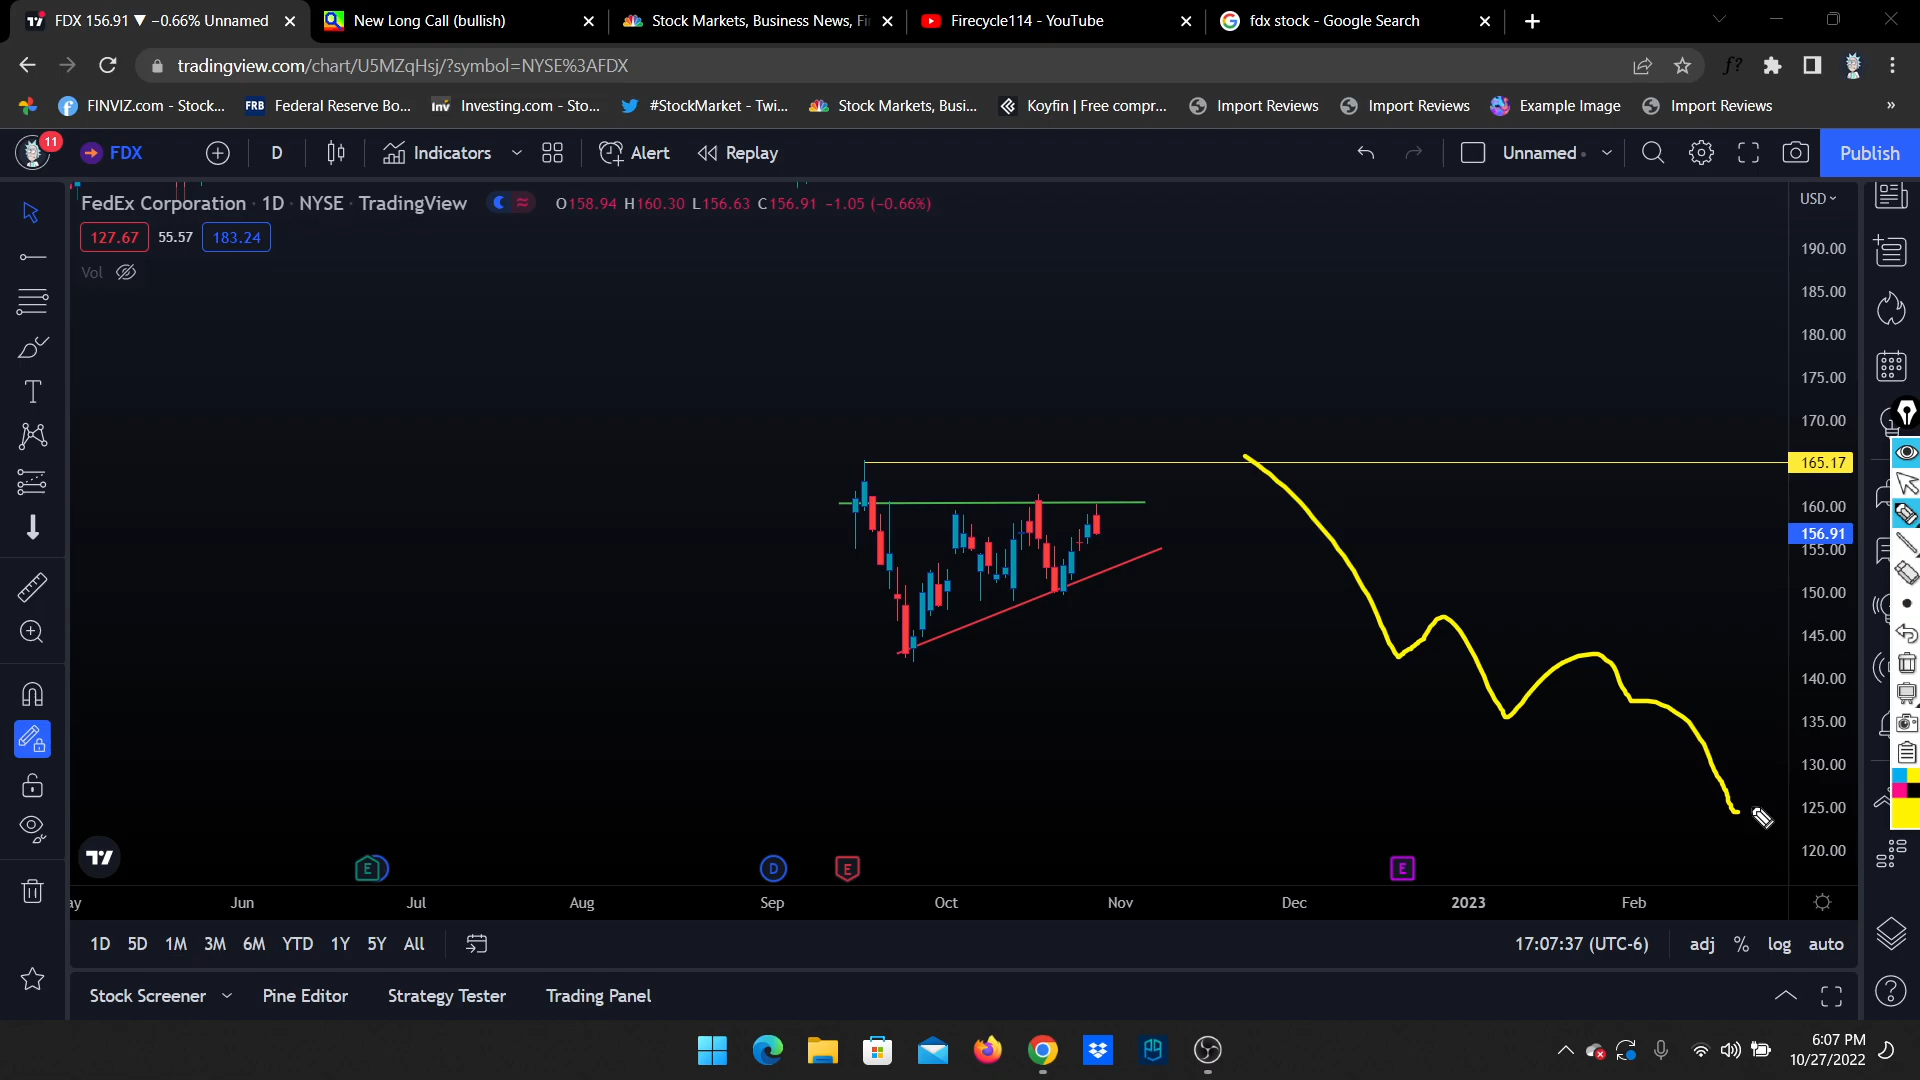 FDX 156.91 ▼ −0.66% Unnamed
New Long Call (bullish)
Stock Markets, Business News, Fi
Firecycle114 - YouTube
fdx stock - Google Search
tradingview.com/chart/U5MZqHsj/?symbol=NYSE%3AFDX
f?
FINVIZ.com - Stock...
FRB Federal Reserve Bo...
Inv Investing.com - Sto...
#StockMarket - Twi...
Stock Markets, Busi...
Koyfin | Free compr...
Import Reviews
Import Reviews
Example Image
Import Reviews
»
11
FDX
D
Indicators
Alert
Replay
Unnamed
Publish
FedEx Corporation · 1D · NYSE · TradingView
O158.94 H160.30 L156.63 C156.91 −1.05 (−0.66%)
USD
127.67 55.57 183.24
Vol
190.00
185.00
180.00
175.00
170.00
165.17
160.00
156.91
155.00
150.00
145.00
140.00
135.00
130.00
125.00
120.00
E D E E
ay Jun Jul Aug Sep Oct Nov Dec 2023 Feb
1D 5D 1M 3M 6M YTD 1Y 5Y All
17:07:37 (UTC-6)
adj % log auto
Stock Screener
Pine Editor
Strategy Tester
Trading Panel
6:07 PM
10/27/2022